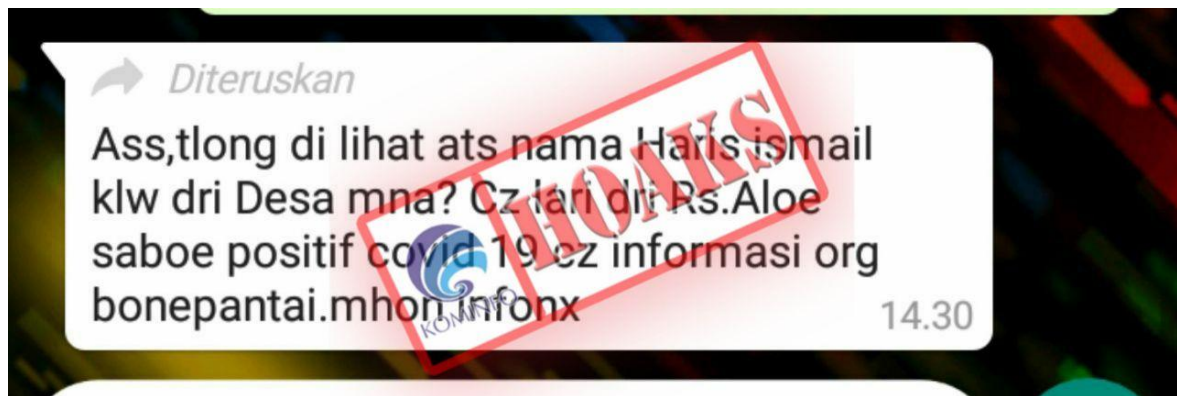 Diteruskan
Ass,tlong di lihat ats nama Haris ismail
klw dri Desa mna? Cz lari dri Rs.Aloe
saboe positif covid 19 cz informasi org
bonepantai.mhon infonx
14.30
HOAKS
KOMINFO